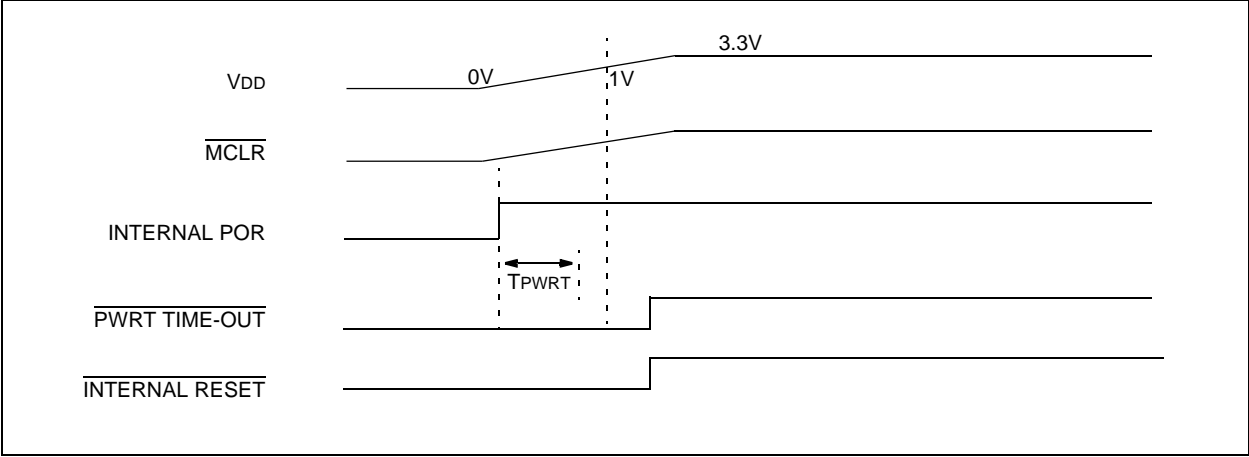 3.3V
VDD
0V
1V
MCLR
INTERNAL POR
TPWRT
PWRT TIME-OUT
INTERNAL RESET